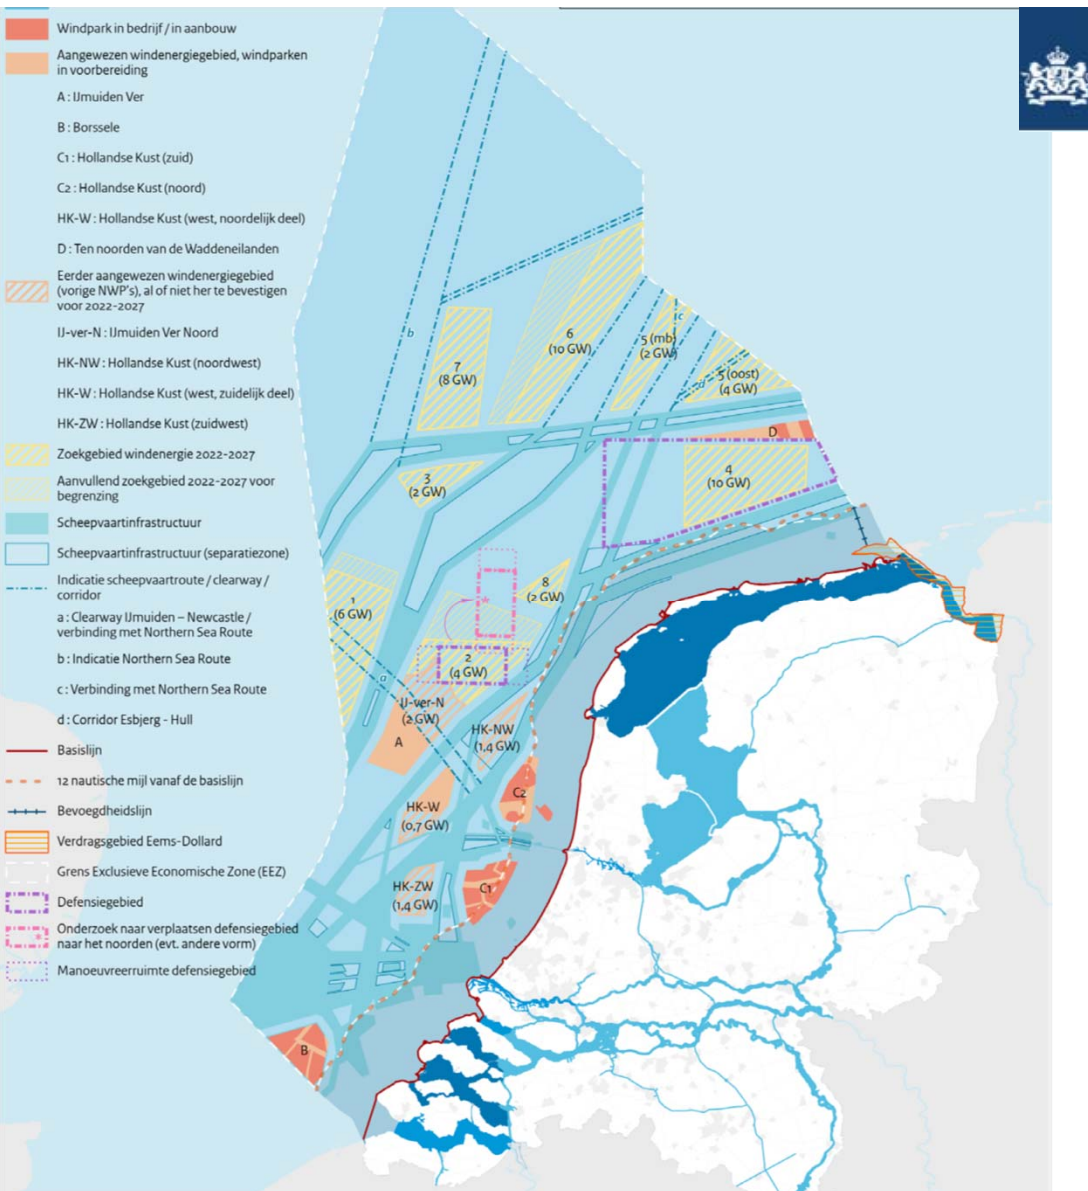 Windpark in bedrijf / in aanbouw
Aangewezen windenergiegebied, windparken
in voorbereiding
A : IJmuiden Ver
B : Borssele
C1 : Hollandse Kust (zuid)
C2 : Hollandse Kust (noord)
HK-W : Hollandse Kust (west, noordelijk deel)
D : Ten noorden van de Waddeneilanden
Eerder aangewezen windenergiegebied
(vorige NWP's), al of niet her te bevestigen
voor 2022-2027
IJ-ver-N : IJmuiden Ver Noord
HK-NW : Hollandse Kust (noordwest)
HK-W : Hollandse Kust (west, zuidelijk deel)
HK-ZW : Hollandse Kust (zuidwest)
Zoekgebied windenergie 2022-2027
Aanvullend zoekgebied 2022-2027 voor
begrenzing
Scheepvaartinfrastructuur
Scheepvaartinfrastructuur (separatiezone)
Indicatie scheepvaartroute / clearway /
corridor
a : Clearway IJmuiden – Newcastle /
verbinding met Northern Sea Route
b : Indicatie Northern Sea Route
c : Verbinding met Northern Sea Route
d : Corridor Esbjerg - Hull
Basislijn
12 nautische mijl vanaf de basislijn
Bevoegdheidslijn
Verdragsgebied Eems-Dollard
Grens Exclusieve Economische Zone (EEZ)
Defensiegebied
Onderzoek naar verplaatsen defensiegebied
naar het noorden (evt. andere vorm)
Manoeuvreerruimte defensiegebied
b
c
6
(10 GW)
5 (mb)
(2 GW)
7
(8 GW)
5 (oost)
(4 GW)
d
D
3
(2 GW)
4
(10 GW)
8
(2 GW)
1
(6 GW)
2
(4 GW)
a
IJ-ver-N
(2 GW)
A
HK-NW
(1,4 GW)
C2
HK-W
(0,7 GW)
HK-ZW
(1,4 GW)
C1
B